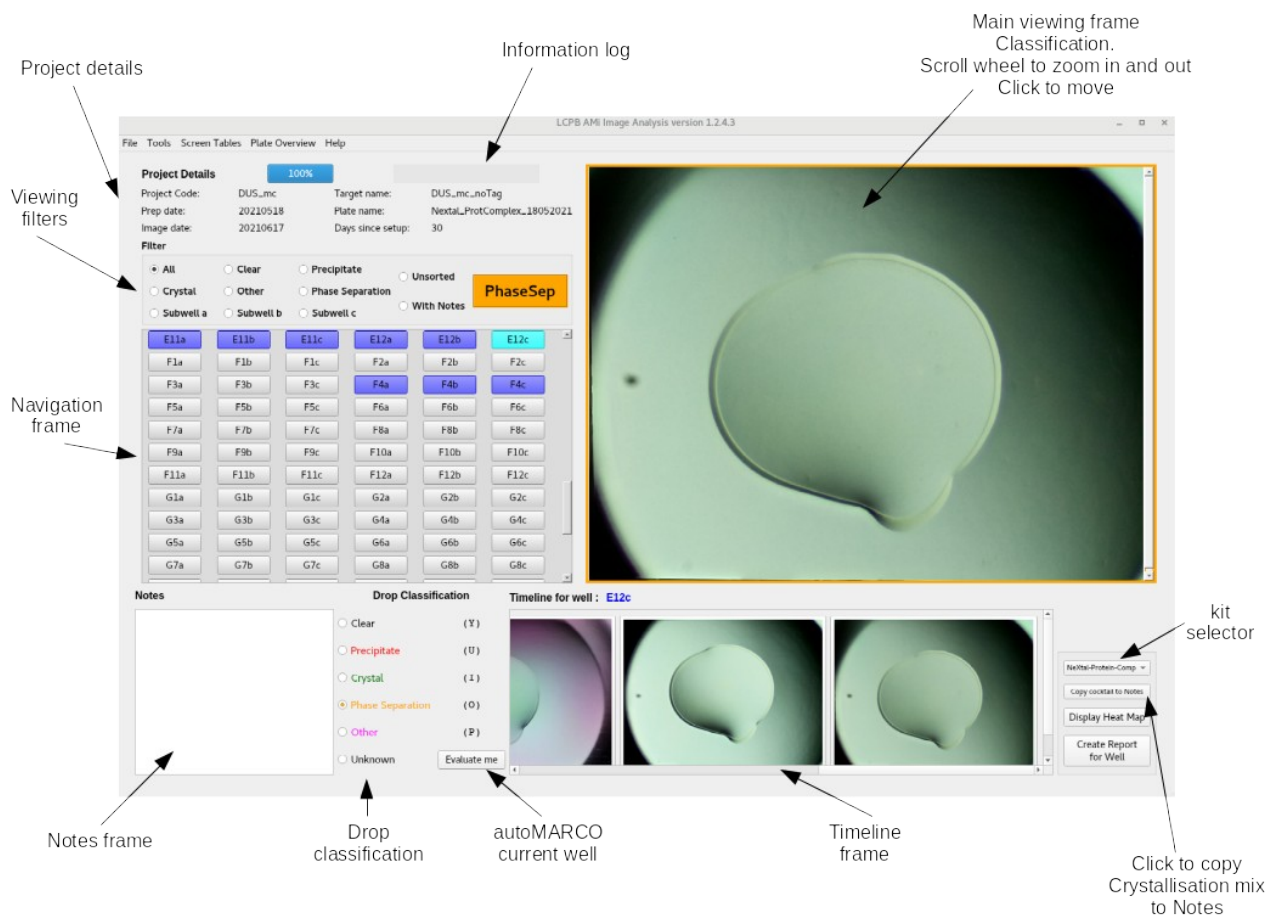 Main viewing frame
Classification.
Scroll wheel to zoom in and out
Click to move
Information log
Project details
LCPB AMi Image Analysis version 1.2.4.3
File Tools Screen Tables Plate Overview Help
Project Details 100%
Project Code: DUS_mc Target name: DUS_mc_noTag
Prep date: 20210518 Plate name: Nextal_ProtComplex_18052021
Image date: 20210617 Days since setup: 30
Viewing
filters
Filter
All Clear Precipitate Unsorted
Crystal Other Phase Separation With Notes
Subwell a Subwell b Subwell c
PhaseSep
E11a E11b E11c E12a E12b E12c
F1a F1b F1c F2a F2b F2c
F3a F3b F3c F4a F4b F4c
F5a F5b F5c F6a F6b F6c
F7a F7b F7c F8a F8b F8c
F9a F9b F9c F10a F10b F10c
F11a F11b F11c F12a F12b F12c
G1a G1b G1c G2a G2b G2c
G3a G3b G3c G4a G4b G4c
G5a G5b G5c G6a G6b G6c
G7a G7b G7c G8a G8b G8c
Navigation
frame
Notes Drop Classification Timeline for well : E12c
Clear (Y)
Precipitate (U)
Crystal (I)
Phase Separation (O)
Other (P)
Unknown Evaluate me
kit
selector
NeXtal-Protein-Comp
Copy cocktail to Notes
Display Heat Map
Create Report
for Well
Notes frame
Drop
classification
autoMARCO
current well
Timeline
frame
Click to copy
Crystallisation mix
to Notes